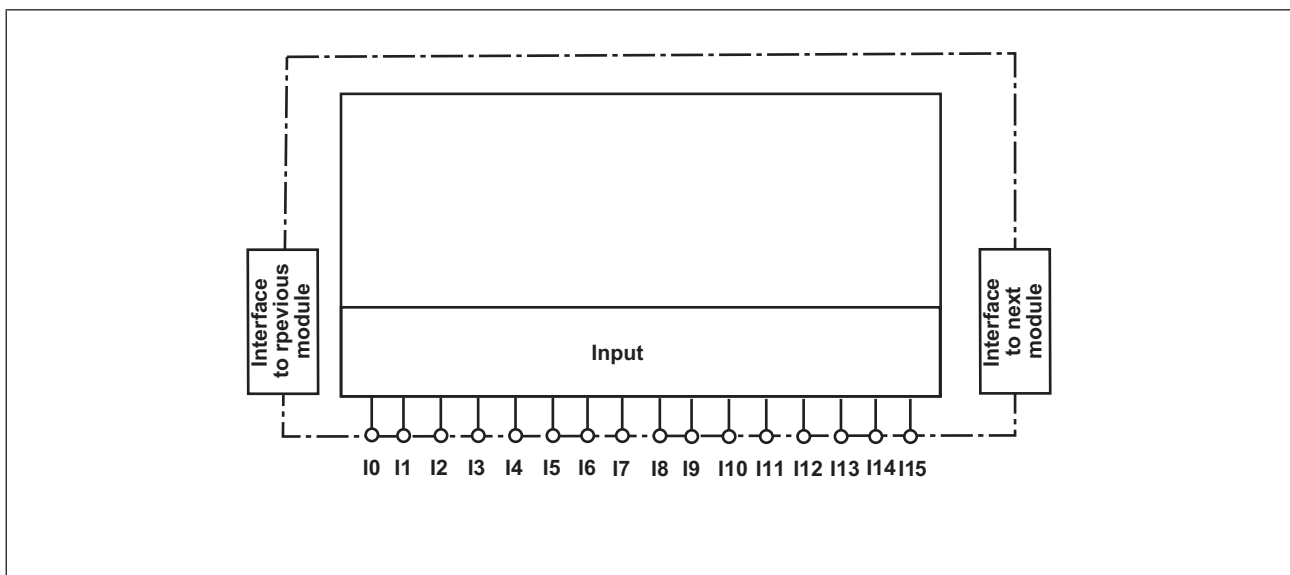 Interface
to rpevious
module
Input
Interface
to next
module
I0 I1 I2 I3 I4 I5 I6 I7 I8 I9 I10 I11 I12 I13 I14 I15